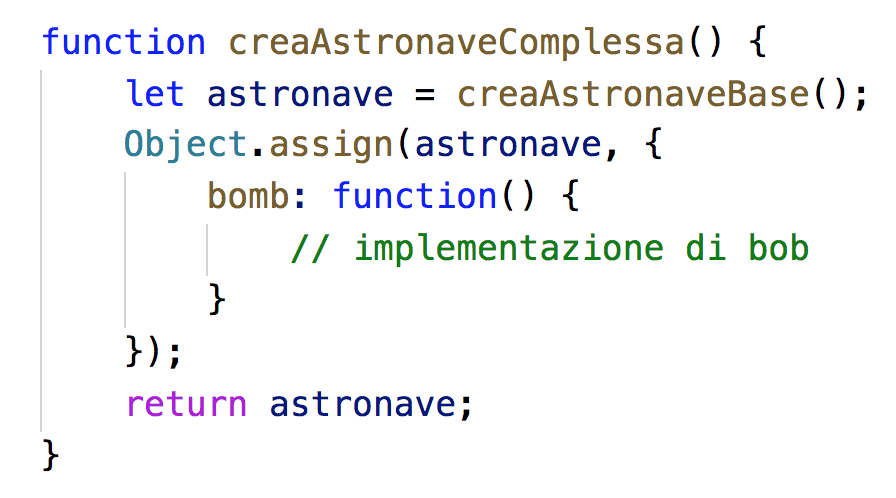 function creaAstronaveComplessa() {
    let astronave = creaAstronaveBase();
    Object.assign(astronave, {
        bomb: function() {
            // implementazione di bob
        }
    });
    return astronave;
}